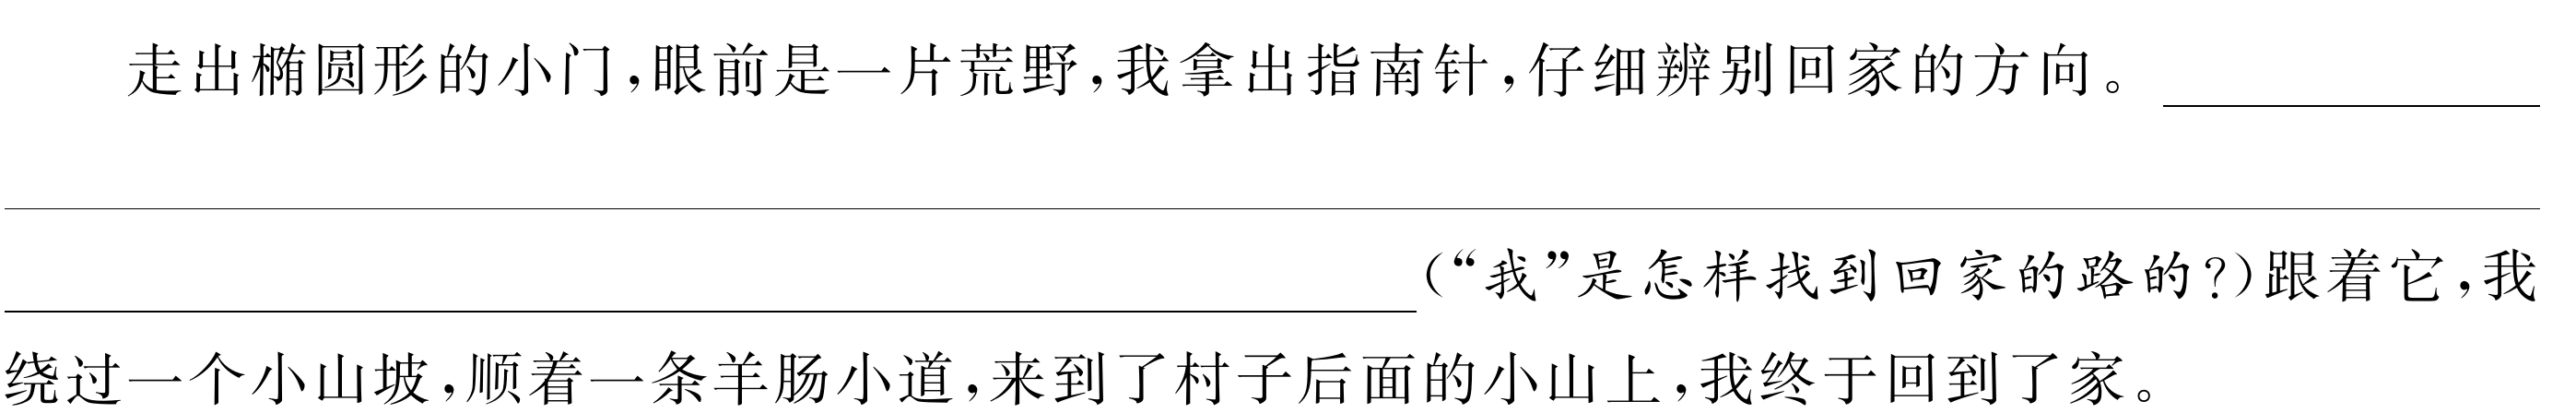 走出椭圆形的小门,眼前是一片荒野,我拿出指南针,仔细辨别回家的方向。
(“我”是怎样找到回家的路的?)跟着它,我
绕过一个小山坡,顺着一条羊肠小道,来到了村子后面的小山上,我终于回到了家。